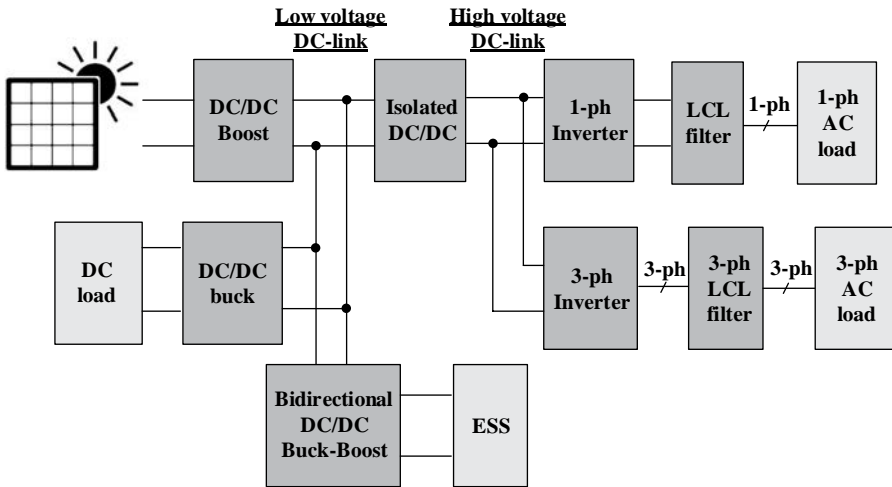 Low voltage
DC-link
High voltage
DC-link
DC/DC
Boost
Isolated
DC/DC
1-ph
Inverter
LCL
filter
1-ph
1-ph
AC
load
DC
load
DC/DC
buck
3-ph
Inverter
3-ph
3-ph
LCL
filter
3-ph
3-ph
AC
load
Bidirectional
DC/DC
Buck-Boost
ESS